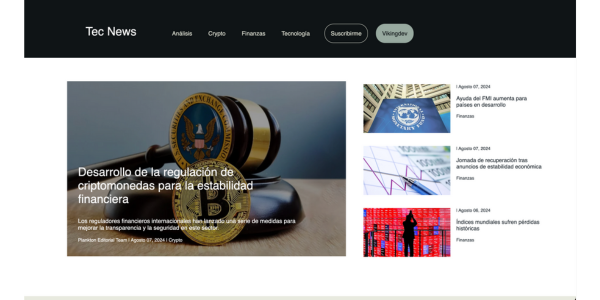 Tec News
Análisis
Crypto
Finanzas
Tecnología
Suscribirme
Vikingdev
Desarrollo de la regulación de
criptomonedas para la estabilidad
financiera
Los reguladores financieros internacionales han lanzado una serie de medidas para
mejorar la transparencia y la seguridad en este sector.
Plankton Editorial Team | Agosto 07, 2024 | Crypto
| Agosto 07, 2024
Ayuda del FMI aumenta para
países en desarrollo
Finanzas
| Agosto 07, 2024
Jornada de recuperación tras
anuncios de estabilidad económica
Finanzas
| Agosto 06, 2024
Índices mundiales sufren pérdidas
históricas
Finanzas